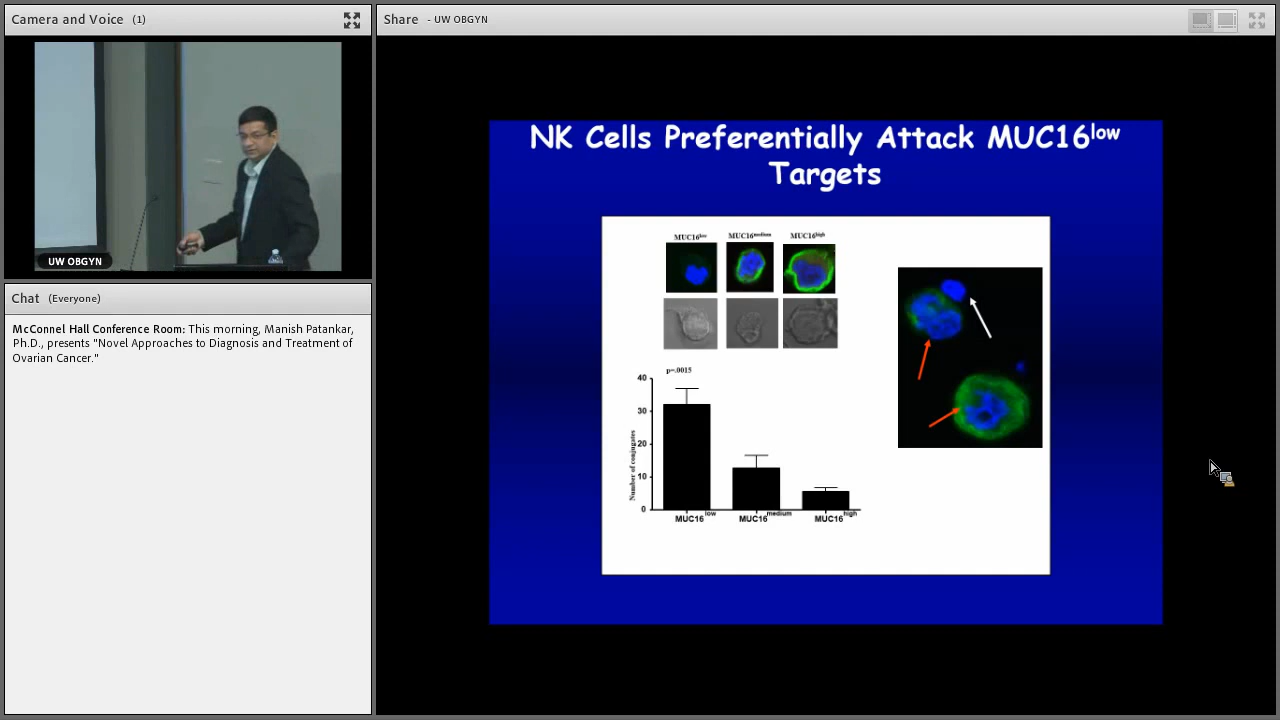 Camera and Voice (1)
UW OBGYN
Chat (Everyone)
McConnel Hall Conference Room: This morning, Manish Patankar,
Ph.D., presents "Novel Approaches to Diagnosis and Treatment of
Ovarian Cancer."
Share - UW OBGYN
NK Cells Preferentially Attack MUC16low
Targets
MUC16low MUC16medium MUC16high
p=.0015
Number of conjugates
40
30
20
10
0
MUC16low MUC16medium MUC16high